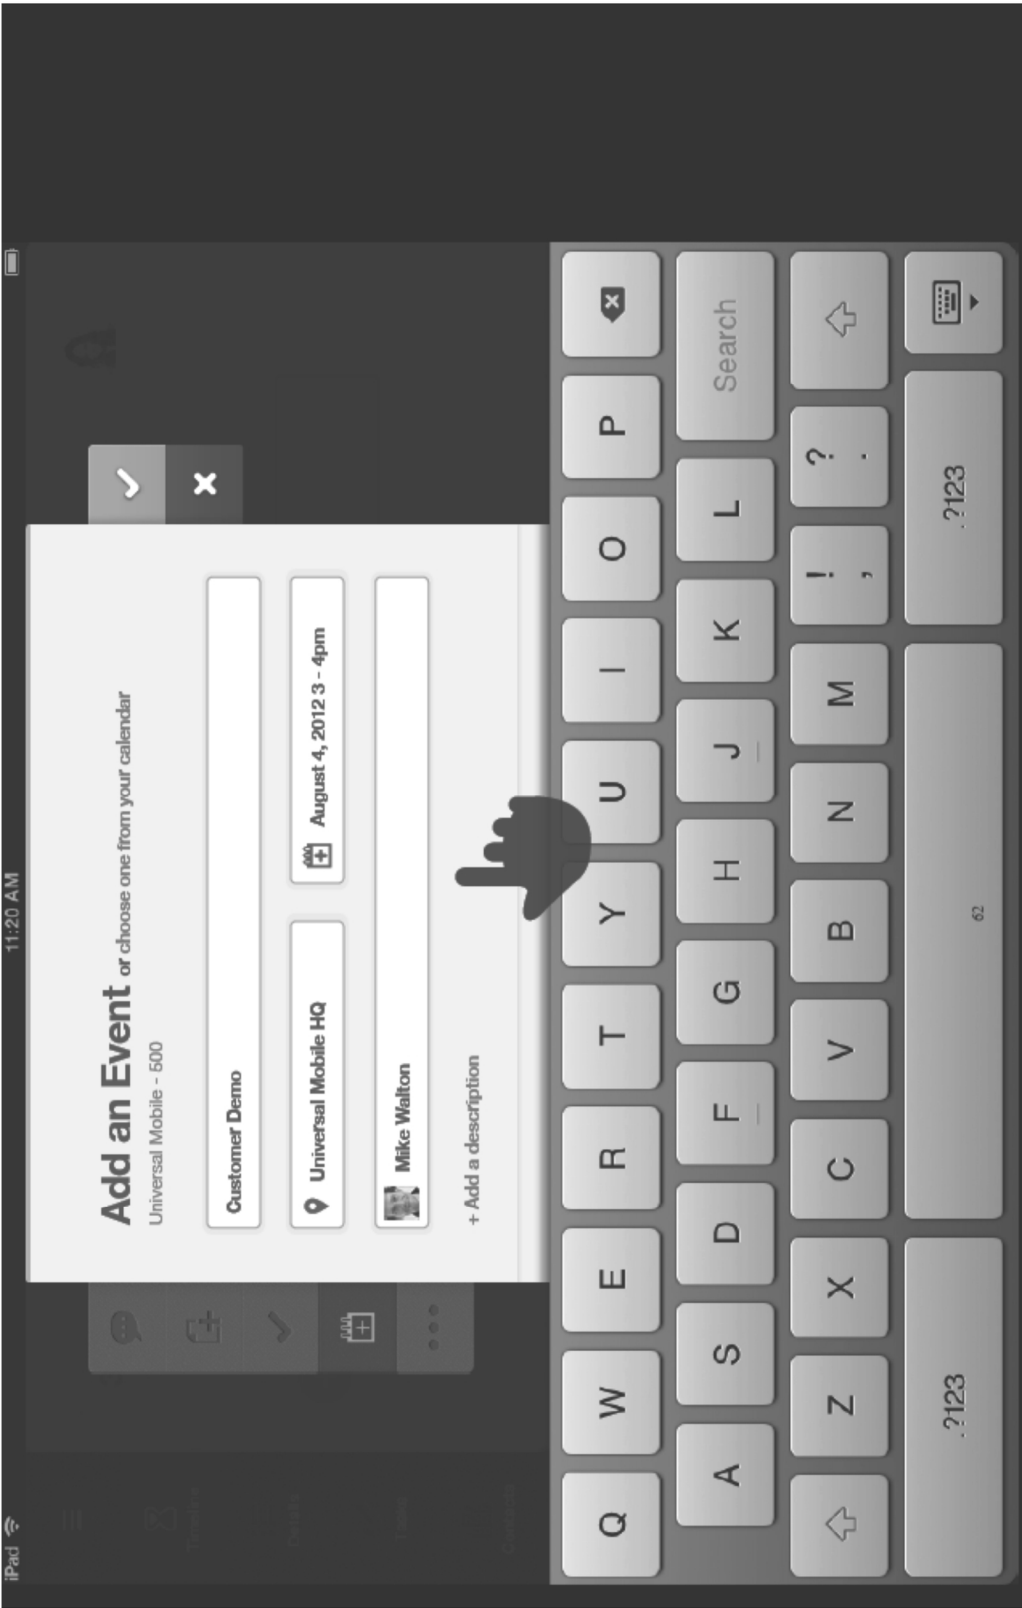 iPad
11:20 AM
Add an Event or choose one from your calendar
Universal Mobile - 500
Customer Demo
Universal Mobile HQ
August 4, 2012 3 - 4pm
Mike Walton
+ Add a description
Q W E R T Y U I O P
A S D F G H J K L Search
Z X C V B N M ! , ? .
.?123
62
.?123